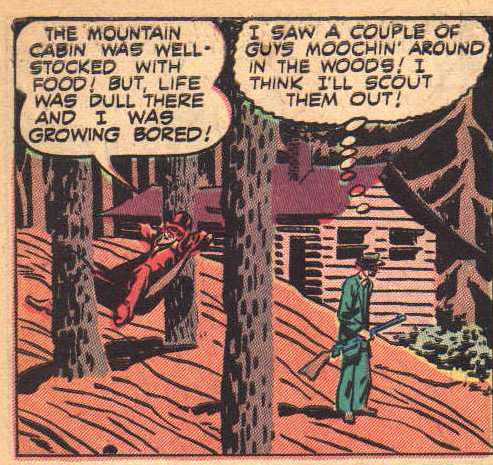 THE MOUNTAIN
CABIN WAS WELL-
STOCKED WITH
FOOD! BUT, LIFE
WAS DULL THERE
AND I WAS
GROWING BORED!
I SAW A COUPLE OF
GUYS MOOCHIN' AROUND
IN THE WOODS! I
THINK I'LL SCOUT
THEM OUT!